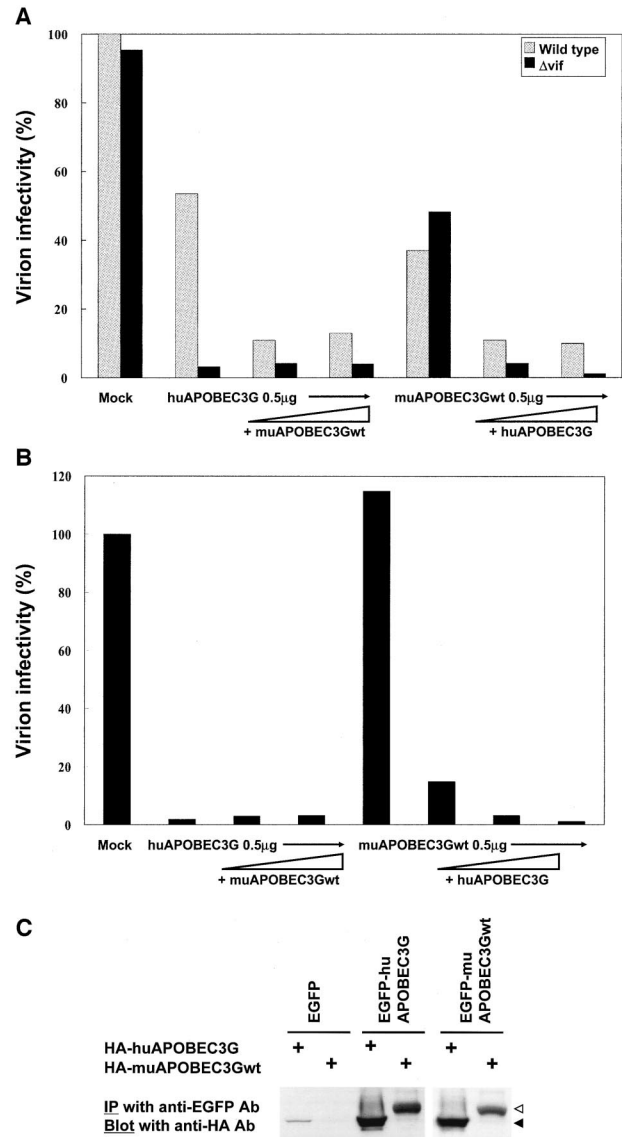 A
Wild type
Δvif
Virion infectivity (%)
100
80
60
40
20
0
Mock
huAPOBEC3G 0.5µg
muAPOBEC3Gwt 0.5µg
+ muAPOBEC3Gwt
+ huAPOBEC3G
B
Virion infectivity (%)
120
100
80
60
40
20
0
Mock
huAPOBEC3G 0.5µg
muAPOBEC3Gwt 0.5µg
+ muAPOBEC3Gwt
+ huAPOBEC3G
C
EGFP
EGFP-hu
APOBEC3G
EGFP-mu
APOBEC3Gwt
HA-huAPOBEC3G + + +
HA-muAPOBEC3Gwt + + +
IP with anti-EGFP Ab
Blot with anti-HA Ab